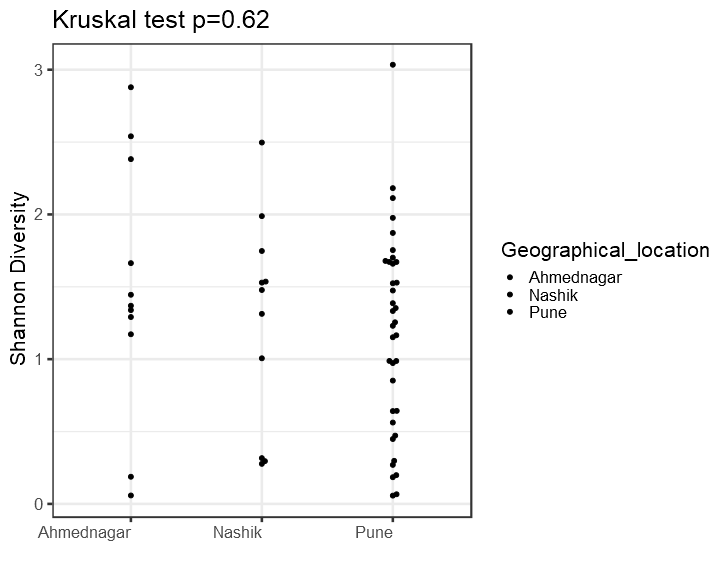 Kruskal test p=0.62
3
2
1
0
Shannon Diversity
Ahmednagar Nashik Pune
Geographical_location
Ahmednagar
Nashik
Pune